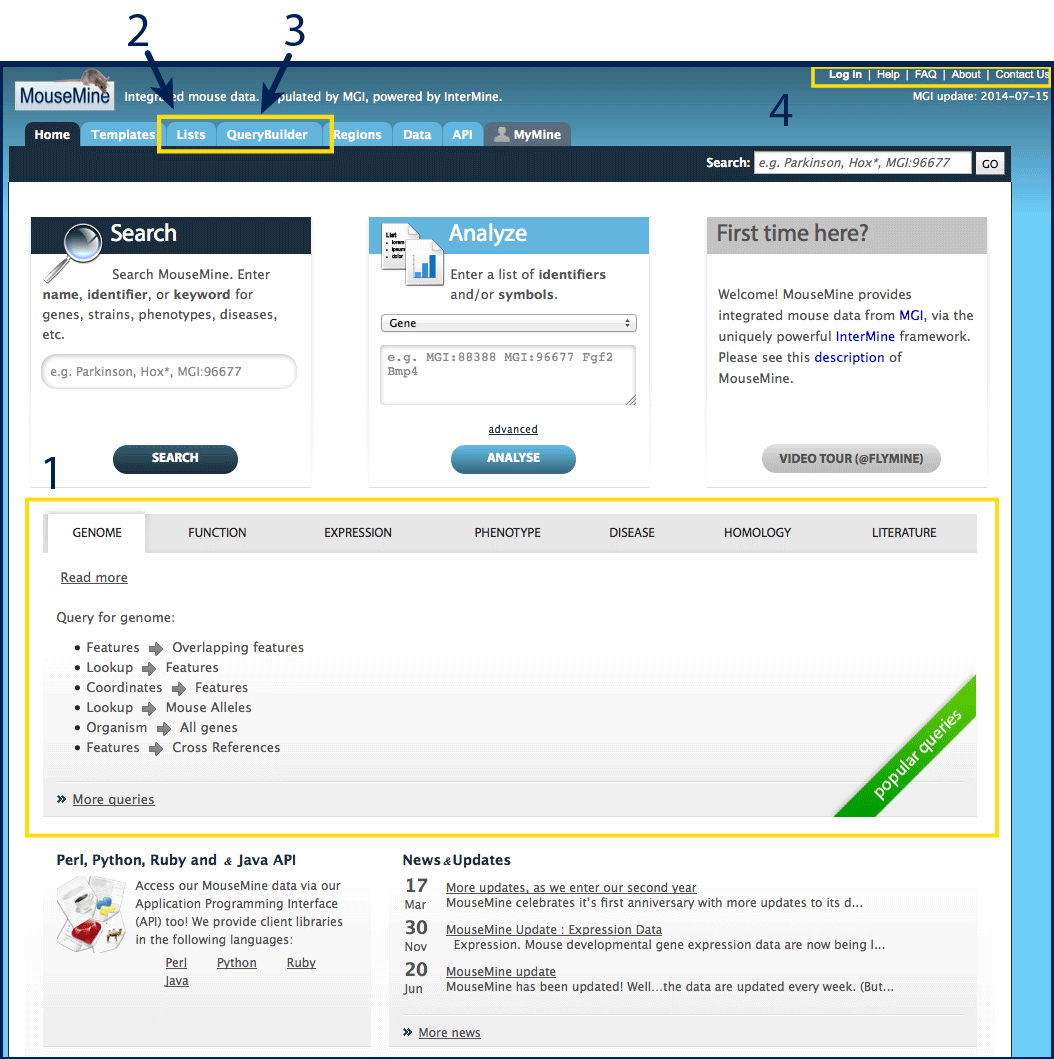 2
3
Log In | Help | FAQ | About | Contact Us
MouseMine
Integrated mouse data. Populated by MGI, powered by InterMine.
MGI update: 2014-07-15
4
Home
Templates
Lists
QueryBuilder
Regions
Data
API
MyMine
Search: e.g. Parkinson, Hox*, MGI:96677 GO
Search
Search MouseMine. Enter
name, identifier, or keyword for
genes, strains, phenotypes, diseases,
etc.
e.g. Parkinson, Hox*, MGI:96677
SEARCH
List
lorem
ipsum
dolor
Analyze
Enter a list of identifiers
and/or symbols.
Gene
e.g. MGI:88388 MGI:96677 Fgf2
Bmp4
advanced
ANALYSE
First time here?
Welcome! MouseMine provides
integrated mouse data from MGI, via the
uniquely powerful InterMine framework.
Please see this description of
MouseMine.
VIDEO TOUR (@FLYMINE)
1
GENOME
FUNCTION
EXPRESSION
PHENOTYPE
DISEASE
HOMOLOGY
LITERATURE
Read more
Query for genome:
• Features ➔ Overlapping features
• Lookup ➔ Features
• Coordinates ➔ Features
• Lookup ➔ Mouse Alleles
• Organism ➔ All genes
• Features ➔ Cross References
» More queries
popular queries
Perl, Python, Ruby and & Java API
Access our MouseMine data via our
Application Programming Interface
(API) too! We provide client libraries
in the following languages:
Perl Python Ruby
Java
News & Updates
17 More updates, as we enter our second year
Mar MouseMine celebrates it's first anniversary with more updates to its d...
30 MouseMine Update : Expression Data
Nov Expression. Mouse developmental gene expression data are now being l...
20 MouseMine update
Jun MouseMine has been updated! Well...the data are updated every week. (But...
» More news